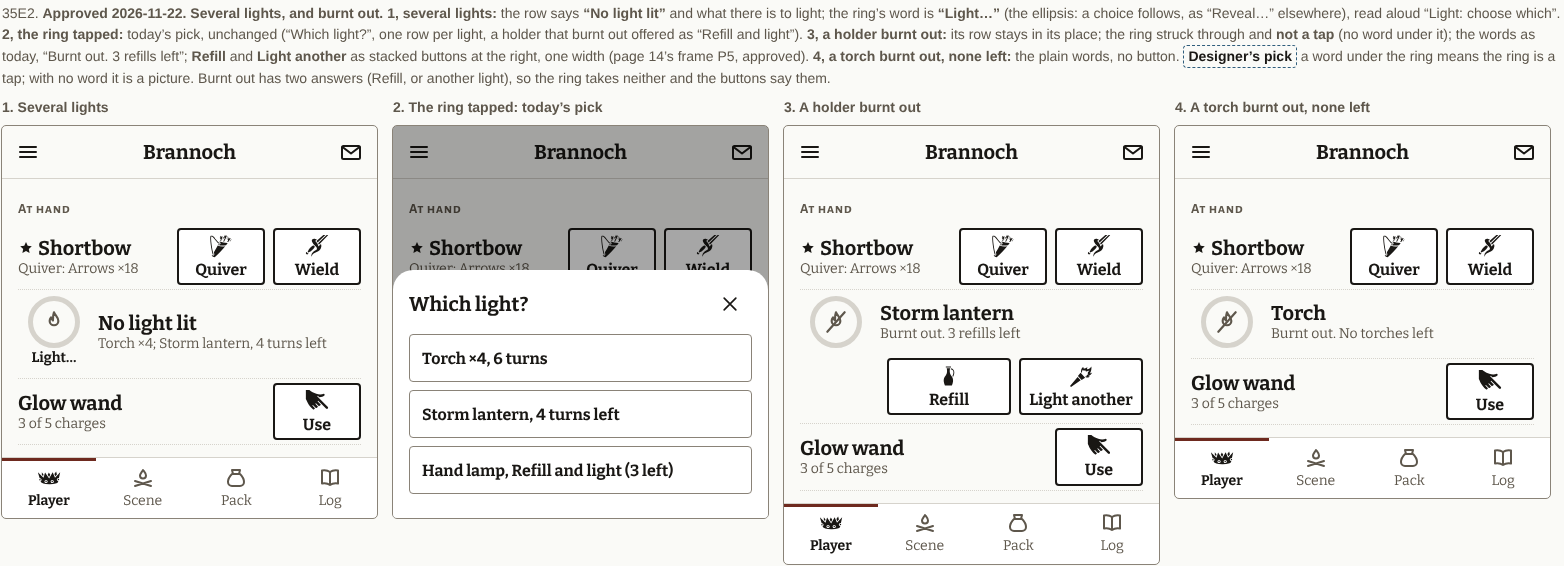 35E2. Approved 2026-11-22. Several lights, and burnt out. 1, several lights: the row says “No light lit” and what there is to light; the ring’s word is “Light…” (the ellipsis: a choice follows, as “Reveal…” elsewhere), read aloud “Light: choose which”.
2, the ring tapped: today’s pick, unchanged (“Which light?”, one row per light, a holder that burnt out offered as “Refill and light”). 3, a holder burnt out: its row stays in its place; the ring struck through and not a tap (no word under it); the words as
today, “Burnt out. 3 refills left”; Refill and Light another as stacked buttons at the right, one width (page 14’s frame P5, approved). 4, a torch burnt out, none left: the plain words, no button. Designer’s pick a word under the ring means the ring is a
tap; with no word it is a picture. Burnt out has two answers (Refill, or another light), so the ring takes neither and the buttons say them.
1. Several lights
Brannoch
AT HAND
Shortbow
Quiver: Arrows ×18
Quiver
Wield
No light lit
Torch ×4; Storm lantern, 4 turns left
Light…
Glow wand
3 of 5 charges
Use
Player
Scene
Pack
Log
2. The ring tapped: today’s pick
Brannoch
AT HAND
Shortbow
Quiver: Arrows ×18
Quiver
Wield
Which light?
Torch ×4, 6 turns
Storm lantern, 4 turns left
Hand lamp, Refill and light (3 left)
3. A holder burnt out
Brannoch
AT HAND
Shortbow
Quiver: Arrows ×18
Quiver
Wield
Storm lantern
Burnt out. 3 refills left
Refill
Light another
Glow wand
3 of 5 charges
Use
Player
Scene
Pack
Log
4. A torch burnt out, none left
Brannoch
AT HAND
Shortbow
Quiver: Arrows ×18
Quiver
Wield
Torch
Burnt out. No torches left
Glow wand
3 of 5 charges
Use
Player
Scene
Pack
Log